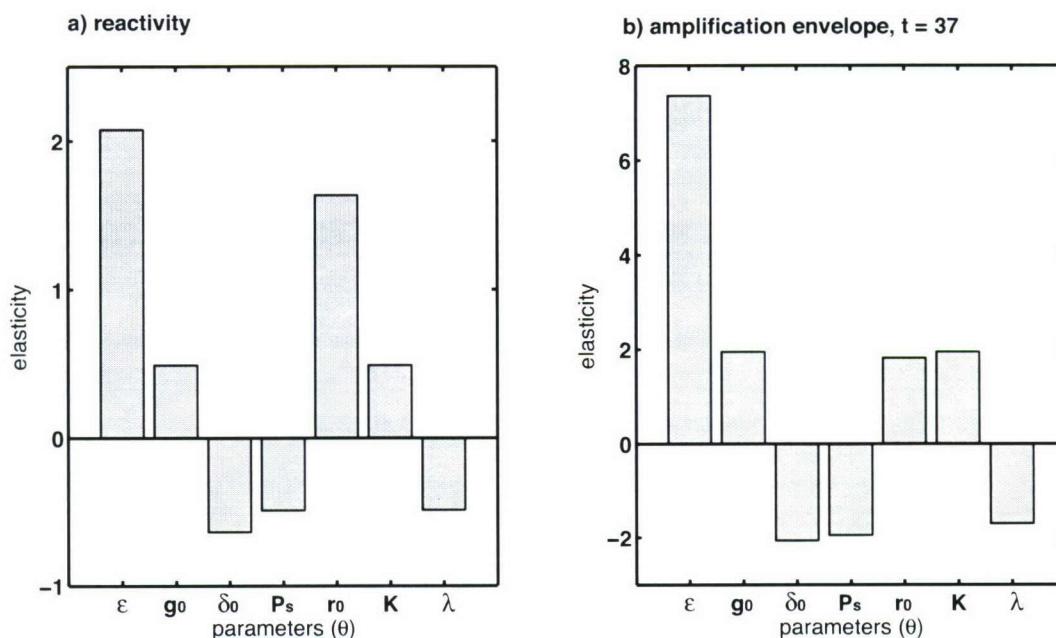 a) reactivity
elasticity
2
1
0
−1
ε g0 δ0 Ps r0 K λ
parameters (θ)
b) amplification envelope, t = 37
elasticity
8
6
4
2
0
−2
ε g0 δ0 Ps r0 K λ
parameters (θ)